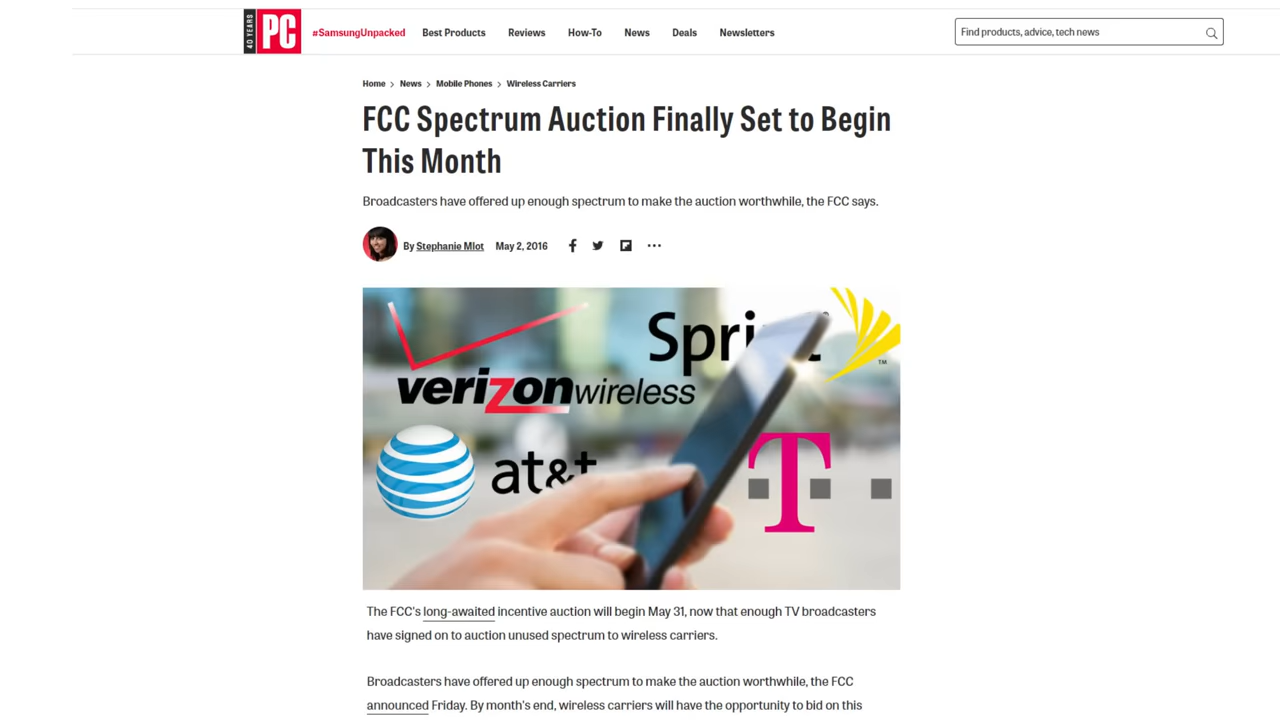 40 YEARS
PC
#SamsungUnpacked
Best Products
Reviews
How-To
News
Deals
Newsletters
Find products, advice, tech news
Home > News > Mobile Phones > Wireless Carriers
FCC Spectrum Auction Finally Set to Begin
This Month
Broadcasters have offered up enough spectrum to make the auction worthwhile, the FCC says.
By Stephanie Mlot May 2, 2016
Spri t
TM
verizonwireless
at&t
T
The FCC's long-awaited incentive auction will begin May 31, now that enough TV broadcasters
have signed on to auction unused spectrum to wireless carriers.
Broadcasters have offered up enough spectrum to make the auction worthwhile, the FCC
announced Friday. By month's end, wireless carriers will have the opportunity to bid on this